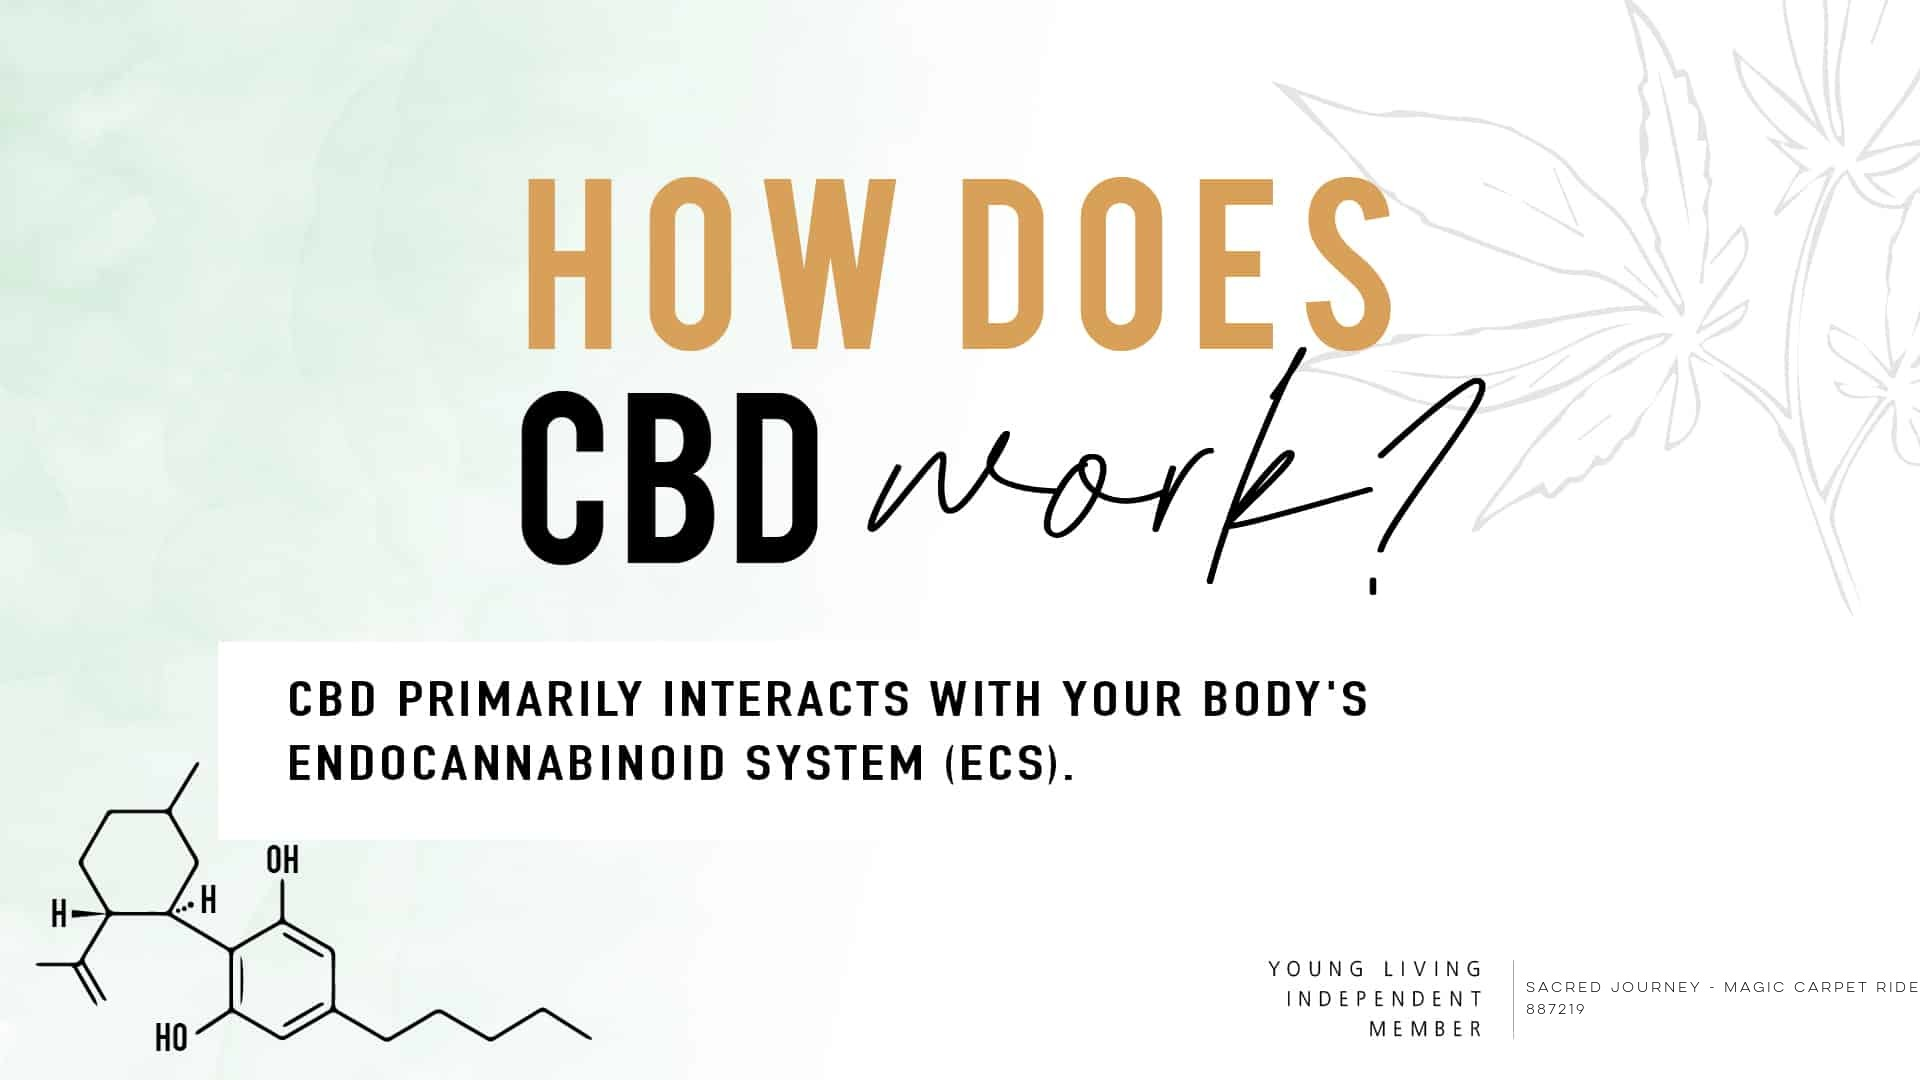 HOW DOES
CBD work?
CBD PRIMARILY INTERACTS WITH YOUR BODY'S
ENDOCANNABINOID SYSTEM (ECS).
OH
H
H
HO
YOUNG LIVING
INDEPENDENT
MEMBER
SACRED JOURNEY - MAGIC CARPET RIDE
887219